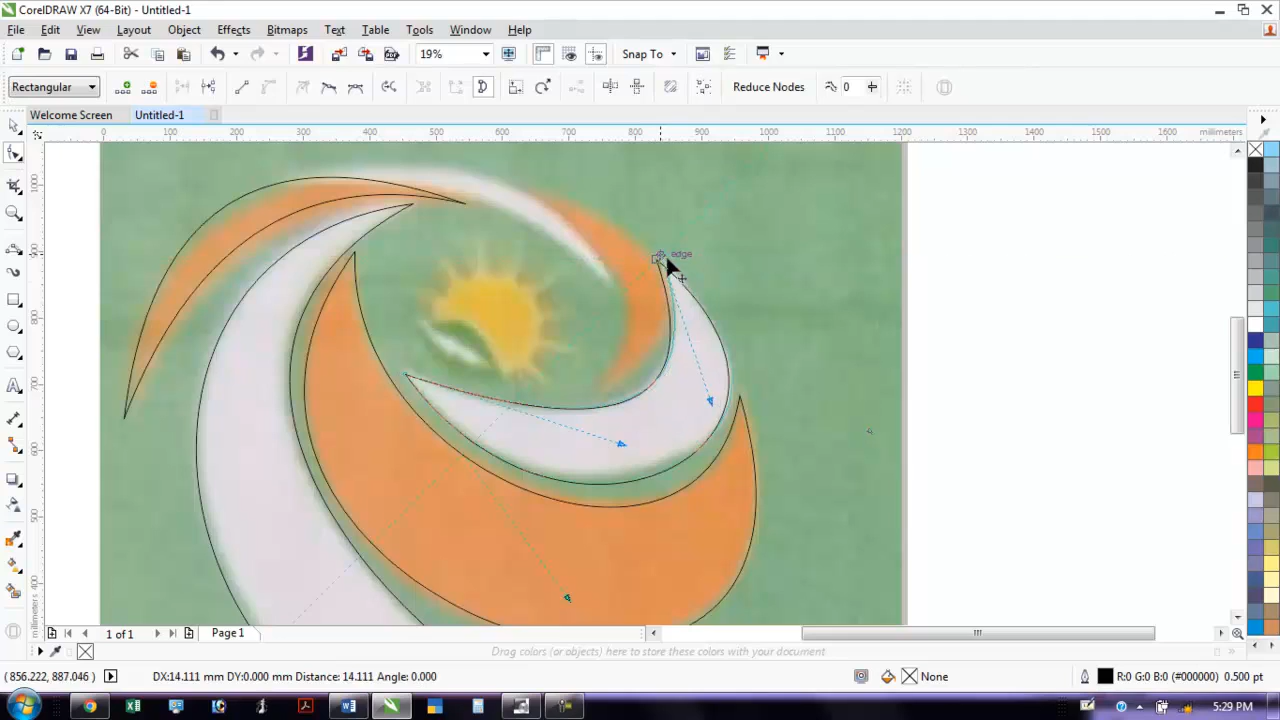 CorelDRAW X7 (64-Bit) - Untitled-1
File Edit View Layout Object Effects Bitmaps Text Table Tools Window Help
19% Snap To
Rectangular Reduce Nodes 0
Welcome Screen Untitled-1
0 100 200 300 400 500 600 700 800 900 1000 1100 1200 1300 1400 1500 1600 millimeters
edge
millimeters
1 of 1 Page 1
Drag colors (or objects) here to store these colors with your document
(856.222, 887.046) DX:14.111 mm DY:0.000 mm Distance: 14.111 Angle: 0.000 None R:0 G:0 B:0 (#000000) 0.500 pt
5:29 PM